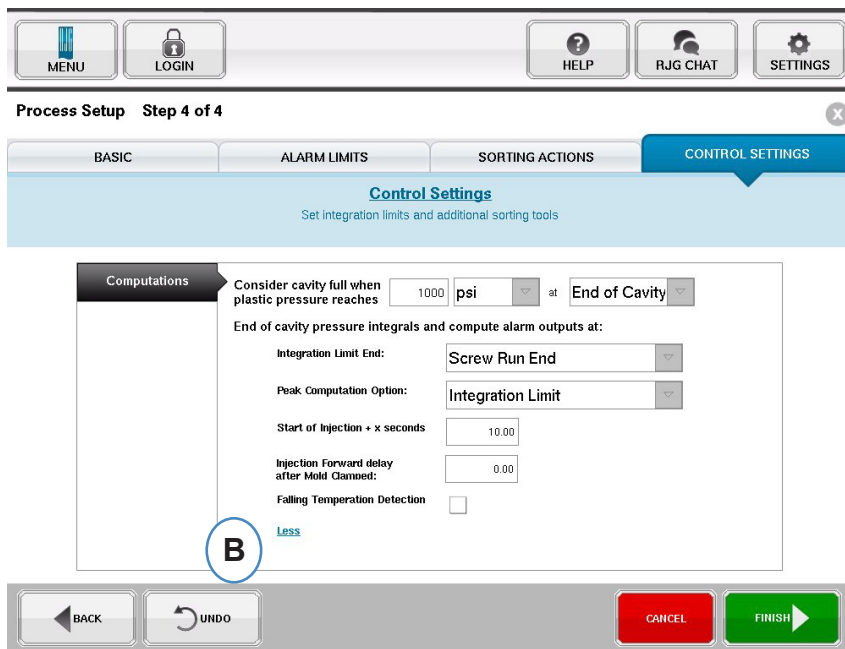 MENU
LOGIN
HELP
RJG CHAT
SETTINGS
Process Setup Step 4 of 4
X
BASIC
ALARM LIMITS
SORTING ACTIONS
CONTROL SETTINGS
Control Settings
Set integration limits and additional sorting tools
Computations
Consider cavity full when
plastic pressure reaches
1000 psi at End of Cavity
End of cavity pressure integrals and compute alarm outputs at:
Integration Limit End: Screw Run End
Peak Computation Option: Integration Limit
Start of Injection + x seconds 10.00
Injection Forward delay
after Mold Clamped: 0.00
Falling Temperation Detection
Less
B
BACK
UNDO
CANCEL
FINISH